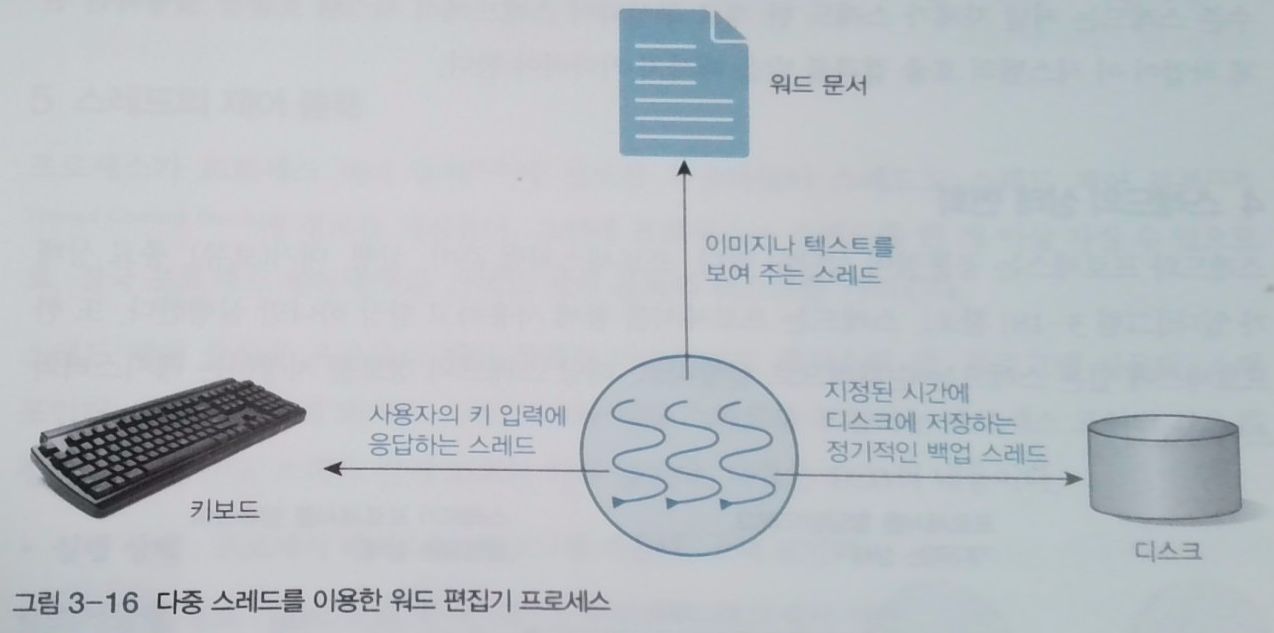 워드 문서
이미지나 텍스트를
보여 주는 스레드
사용자의 키 입력에
응답하는 스레드
지정된 시간에
디스크에 저장하는
정기적인 백업 스레드
키보드
디스크
그림 3-16 다중 스레드를 이용한 워드 편집기 프로세스